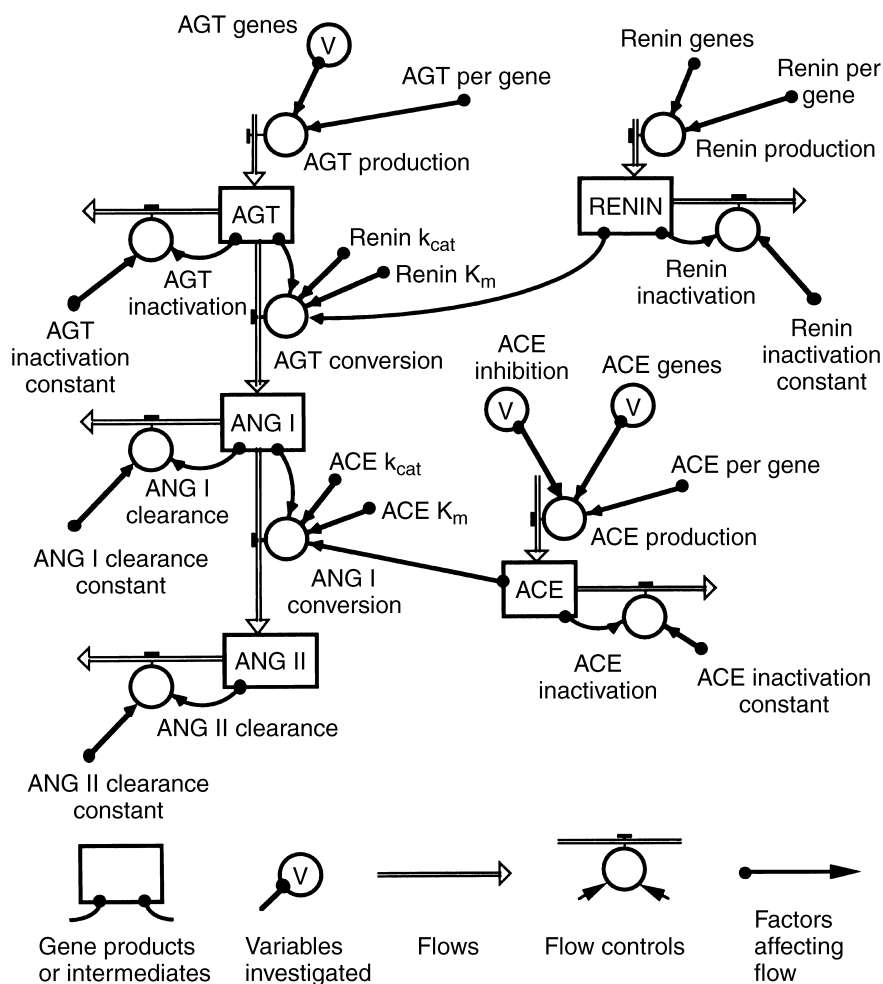 AGT genes
V
AGT per gene
AGT production
Renin genes
Renin per
gene
Renin production
AGT
RENIN
Renin kcat
Renin Km
AGT
inactivation
AGT
inactivation
constant
AGT conversion
Renin
inactivation
Renin
inactivation
constant
ACE
inhibition
V
ACE genes
V
ANG I
ACE kcat
ACE Km
ACE per gene
ACE production
ANG I
clearance
ANG I clearance
constant
ANG I
conversion
ACE
ACE
inactivation
ACE inactivation
constant
ANG II
ANG II clearance
ANG II clearance
constant
V
Gene products
or intermediates
Variables
investigated
Flows
Flow controls
Factors
affecting
flow